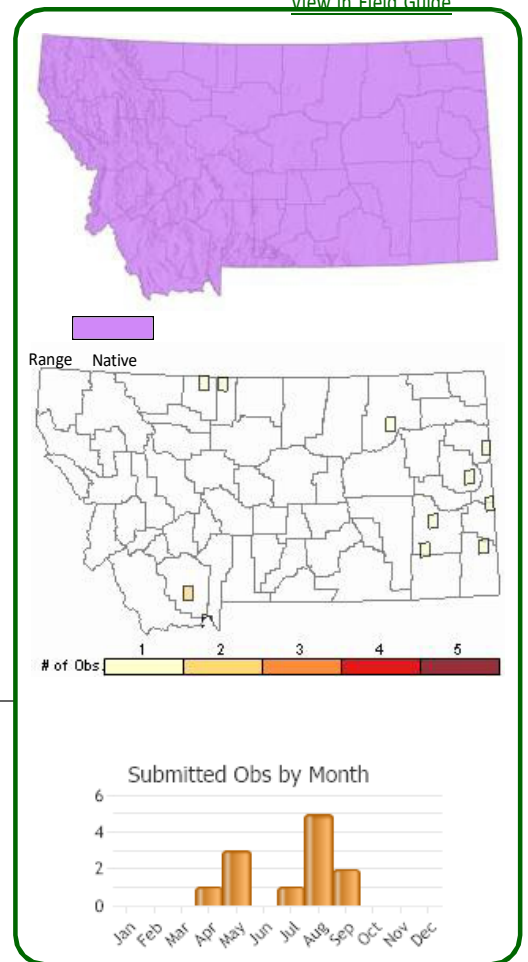 View in Field Guide
Range Native
1 2 3 4 5
# of Obs.
Submitted Obs by Month
6
4
2
0
Jan Feb Mar Apr May Jun Jul Aug Sep Oct Nov Dec